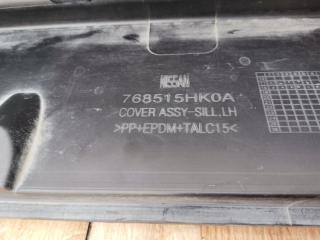 NISSAN
768515HK0A
COVER ASSY-SILL,LH
>PP+EPDM+TALC15<